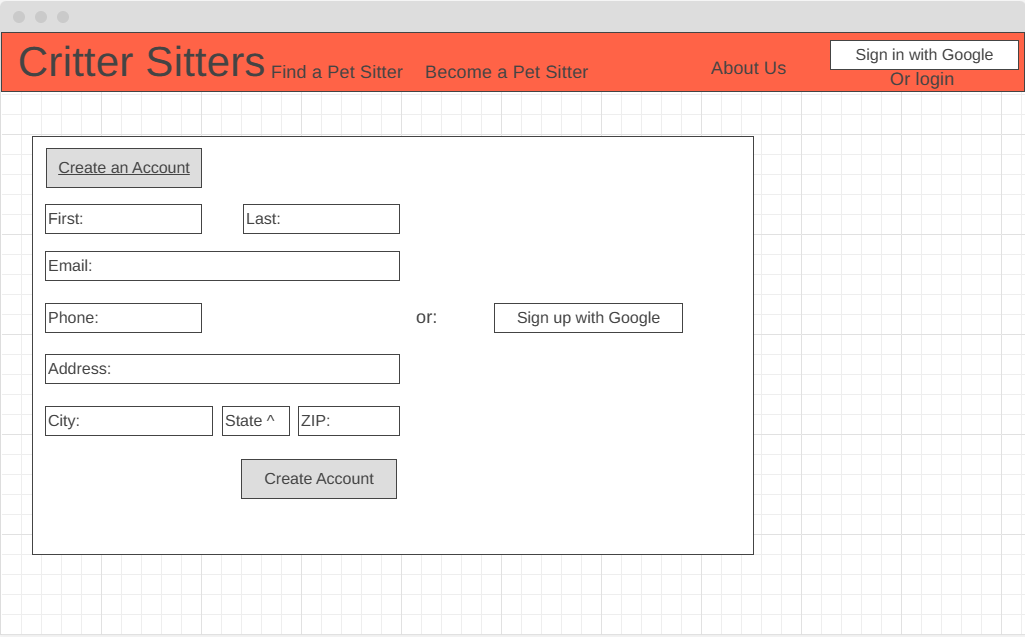 Critter Sitters Find a Pet Sitter Become a Pet Sitter About Us Sign in with Google
Or login
Create an Account
First: Last:
Email:
Phone: or: Sign up with Google
Address:
City: State ^ ZIP:
Create Account